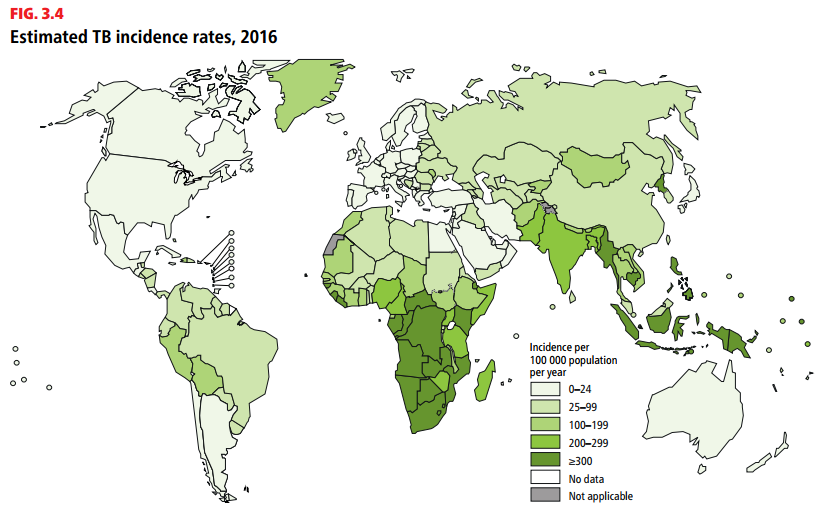 FIG. 3.4
Estimated TB incidence rates, 2016
Incidence per
100 000 population
per year
0–24
25–99
100–199
200–299
≥300
No data
Not applicable